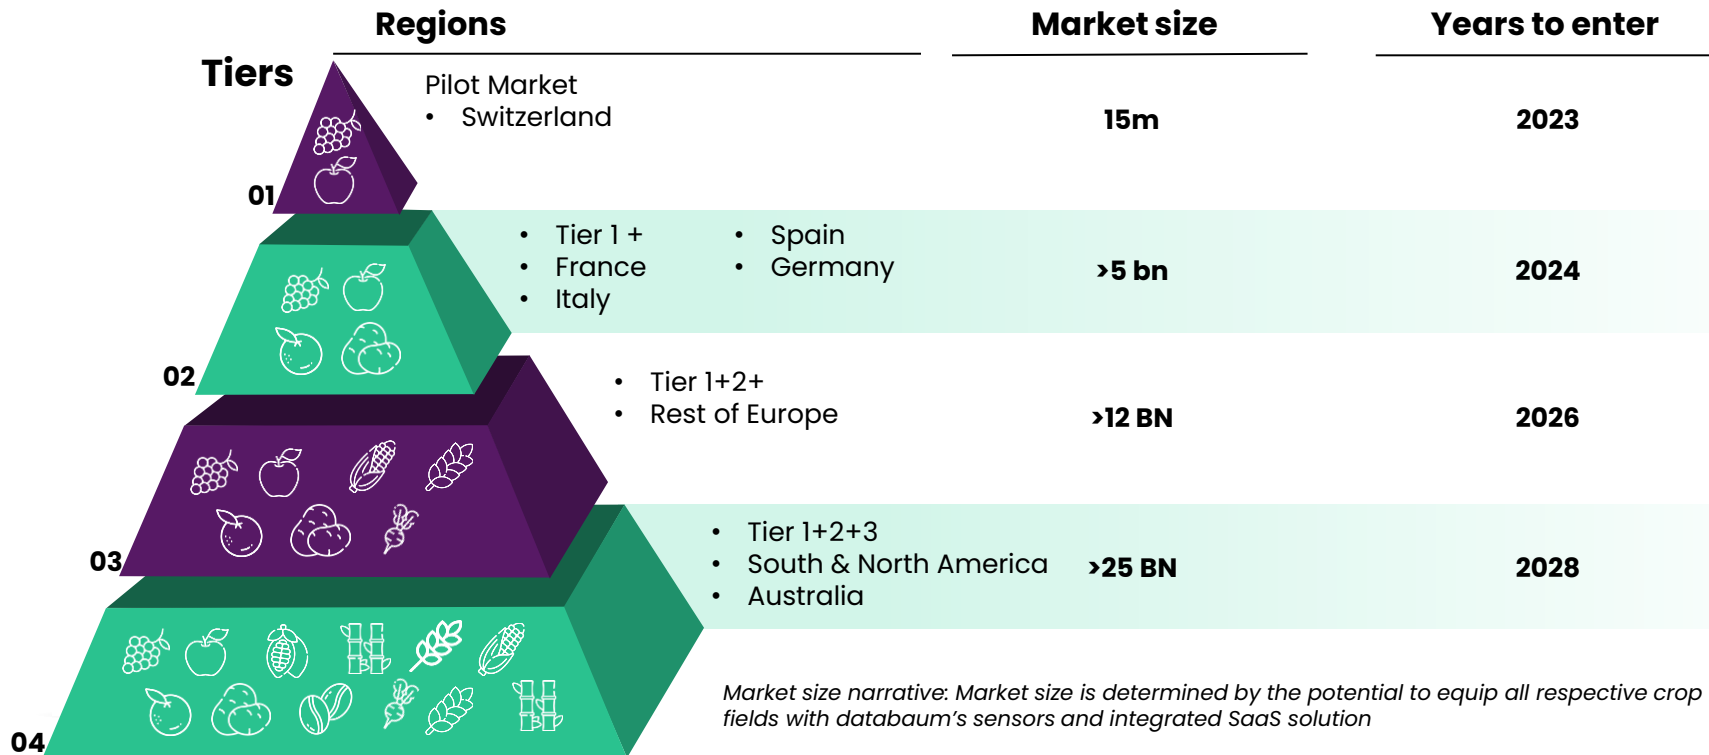 Regions
Market size
Years to enter
Tiers
Pilot Market
• Switzerland
15m
2023
01
• Tier 1 +
• France
• Italy
• Spain
• Germany
>5 bn
2024
02
• Tier 1+2+
• Rest of Europe
>12 BN
2026
03
• Tier 1+2+3
• South & North America
• Australia
>25 BN
2028
04
Market size narrative: Market size is determined by the potential to equip all respective crop
fields with databaum’s sensors and integrated SaaS solution